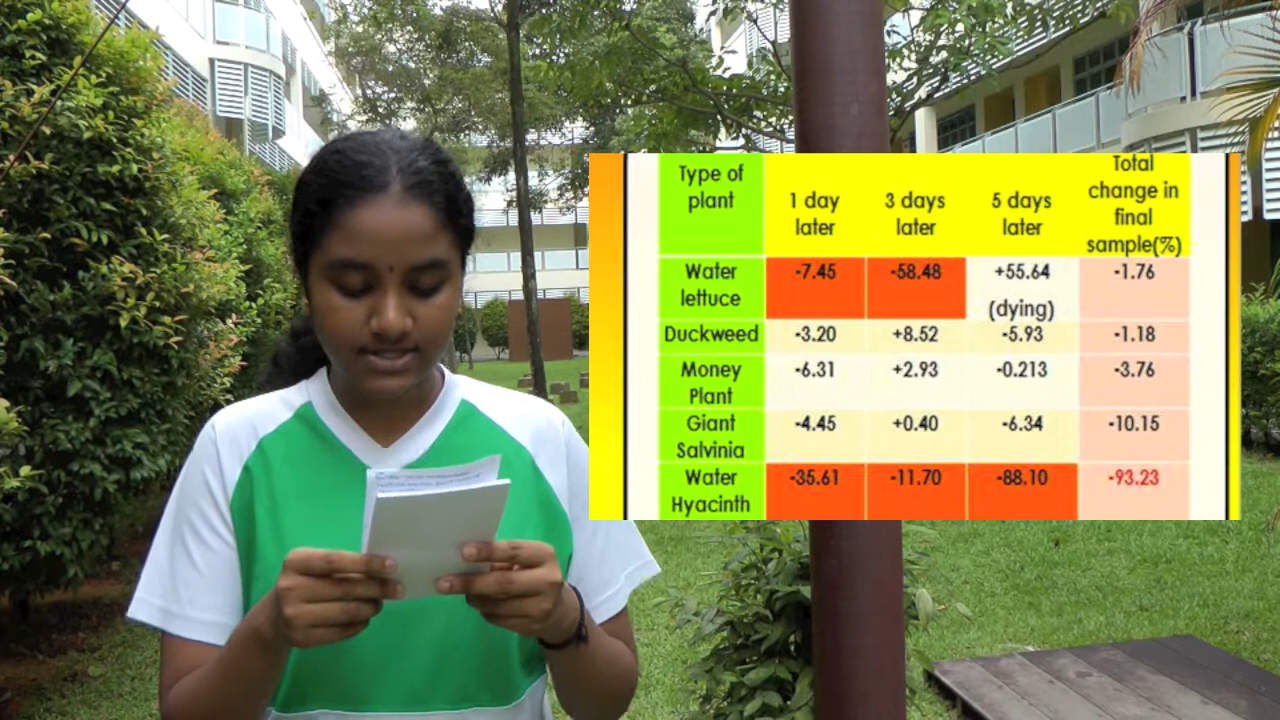 Type of plant 1 day later 3 days later 5 days later Total change in final sample(%)
Water lettuce -7.45 -58.48 +55.64 (dying) -1.76
Duckweed -3.20 +8.52 -5.93 -1.18
Money Plant -6.31 +2.93 -0.213 -3.76
Giant Salvinia -4.45 +0.40 -6.34 -10.15
Water Hyacinth -35.61 -11.70 -88.10 -93.23